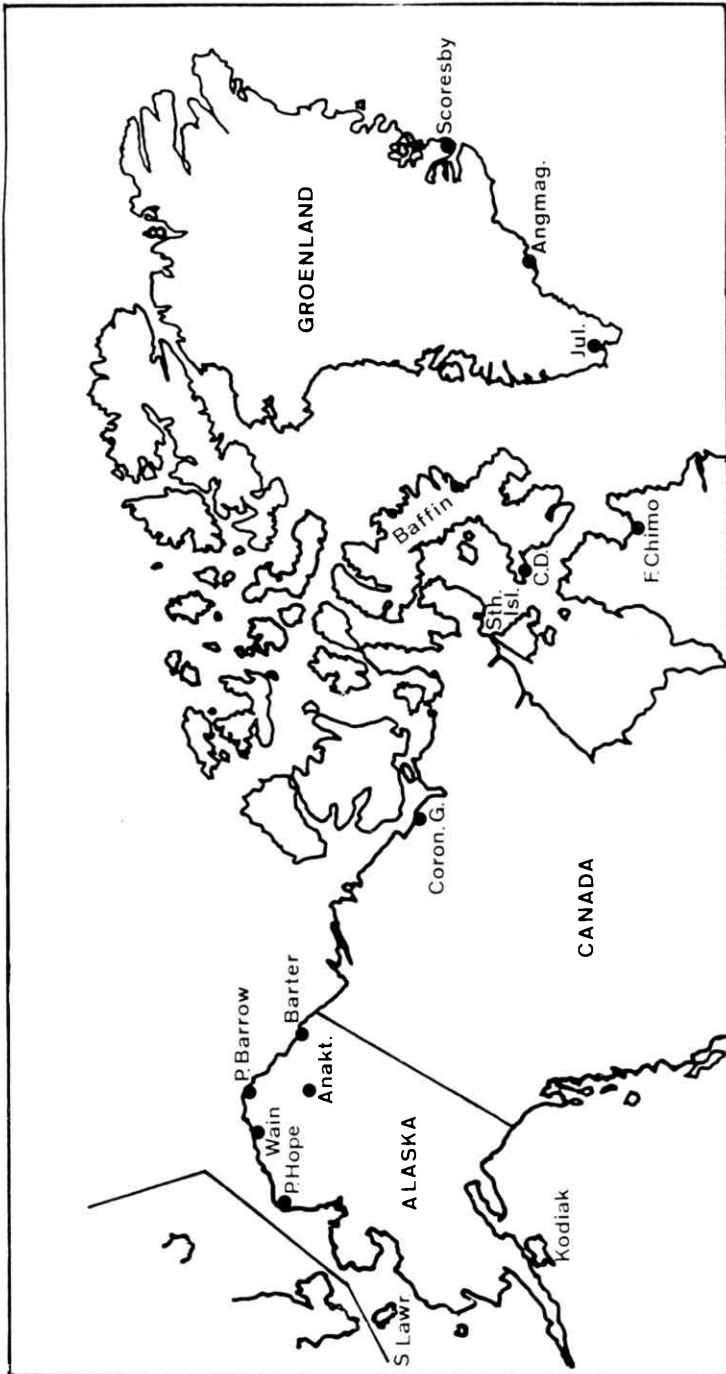 P. Barrow
Wain
P. Hope
Barter
Anakt.
ALASKA
S Lawr.
Kodiak
CANADA
Coron. G.
Baffin
Sth.
Isl.
C.D.
F. Chimo
GROENLAND
Scoresby
Angmag.
Jul.